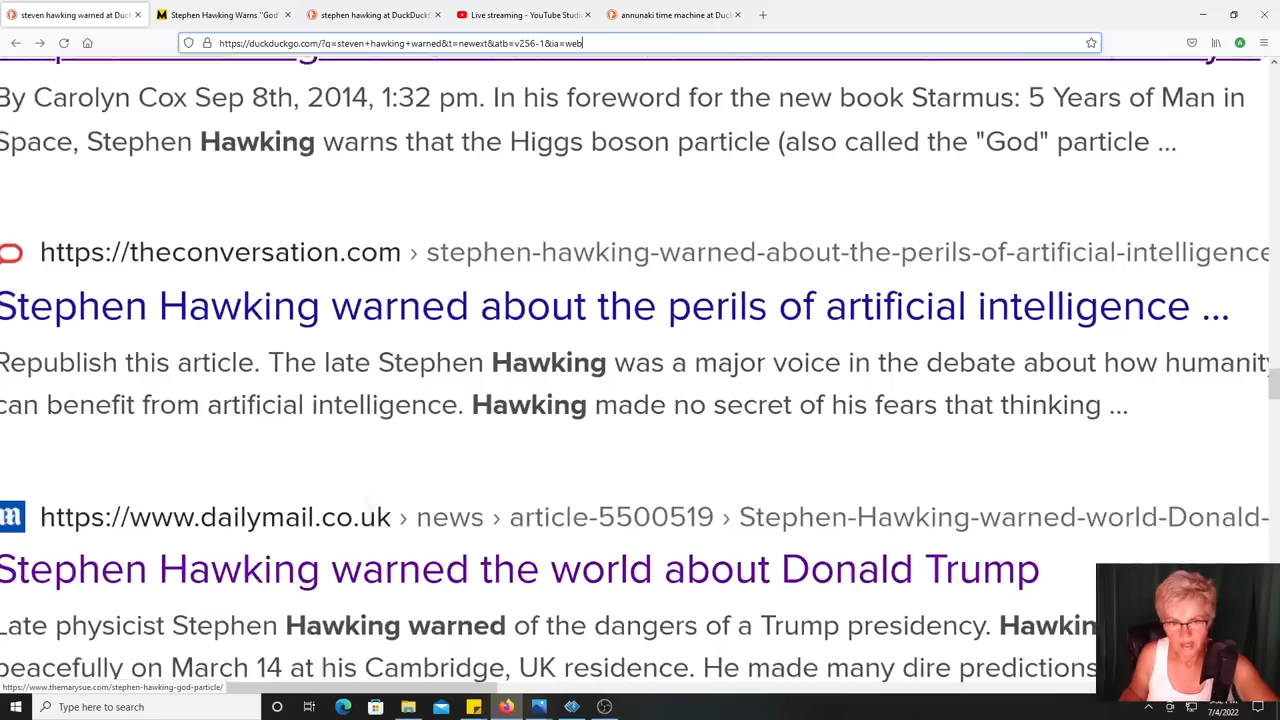 steven hawking warned at Duc
Stephen Hawking Warns "God"
stephen hawking at DuckDuckG
Live streaming - YouTube Studi
annunaki time machine at Duc
https://duckduckgo.com/?q=steven+hawking+warned&t=newext&atb=v256-1&ia=web
By Carolyn Cox Sep 8th, 2014, 1:32 pm. In his foreword for the new book Starmus: 5 Years of Man in
Space, Stephen Hawking warns that the Higgs boson particle (also called the "God" particle ...
https://theconversation.com › stephen-hawking-warned-about-the-perils-of-artificial-intelligence
Stephen Hawking warned about the perils of artificial intelligence ...
Republish this article. The late Stephen Hawking was a major voice in the debate about how humanity
can benefit from artificial intelligence. Hawking made no secret of his fears that thinking ...
https://www.dailymail.co.uk › news › article-5500519 › Stephen-Hawking-warned-world-Donald-
Stephen Hawking warned the world about Donald Trump
Late physicist Stephen Hawking warned of the dangers of a Trump presidency. Hawkin
peacefully on March 14 at his Cambridge, UK residence. He made many dire predictions
https://www.themarysue.com/stephen-hawking-god-particle/
Type here to search
7/4/2022